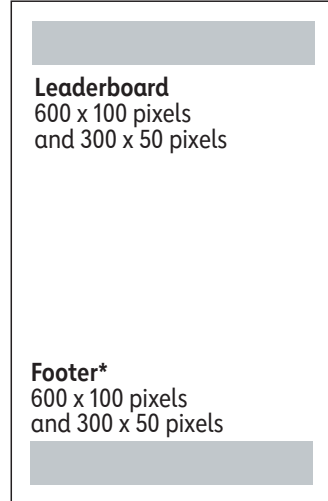 Leaderboard
600 x 100 pixels
and 300 x 50 pixels
Footer*
600 x 100 pixels
and 300 x 50 pixels